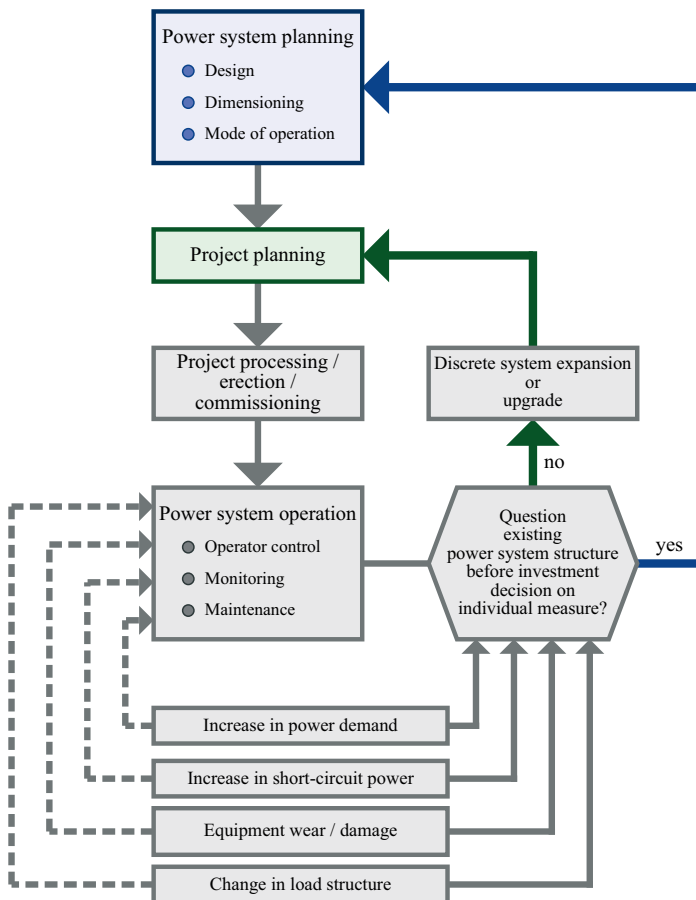 Power system planning
Design
Dimensioning
Mode of operation
Project planning
Project processing /
erection /
commissioning
Discrete system expansion
or
upgrade
no
Power system operation
Operator control
Monitoring
Maintenance
Question
existing
power system structure
before investment
decision on
individual measure?
yes
Increase in power demand
Increase in short-circuit power
Equipment wear / damage
Change in load structure